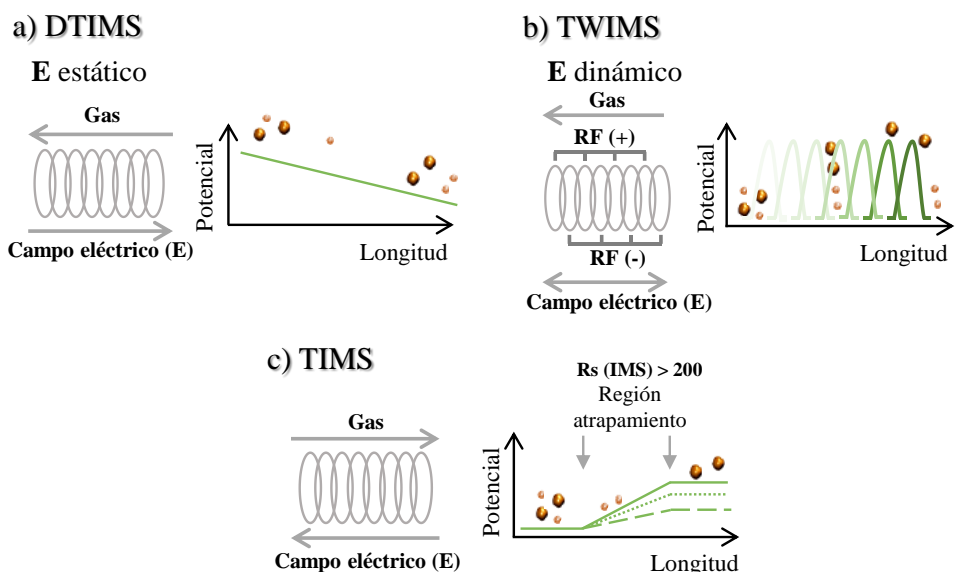 a) DTIMS
E estático
Gas
Campo eléctrico (E)
Potencial
Longitud
b) TWIMS
E dinámico
Gas
RF (+)
RF (-)
Campo eléctrico (E)
Potencial
Longitud
c) TIMS
Gas
Campo eléctrico (E)
Rs (IMS) > 200
Región
atrapamiento
Potencial
Longitud